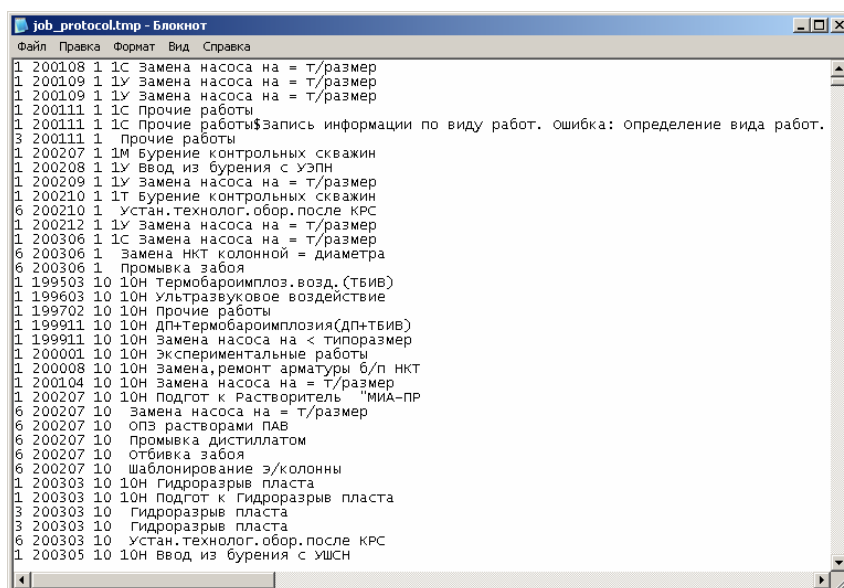 job_protocol.tmp - Блокнот
Файл Правка Формат Вид Справка
1 200108 1 1С Замена насоса на = т/размер
1 200109 1 1У Замена насоса на = т/размер
1 200109 1 1У Замена насоса на = т/размер
1 200111 1 1С Прочие работы
1 200111 1 1С Прочие работы$Запись информации по виду работ. Ошибка: Определение вида работ.
3 200111 1 Прочие работы
1 200207 1 1М Бурение контрольных скважин
1 200208 1 1У Ввод из бурения с УЭПН
1 200209 1 1У Замена насоса на = т/размер
1 200210 1 1Т Бурение контрольных скважин
6 200210 1 Устан.технолог.обор.после КРС
1 200212 1 1У Замена насоса на = т/размер
1 200306 1 1С Замена насоса на = т/размер
6 200306 1 Замена НКТ колонной = диаметра
6 200306 1 Промывка забоя
1 199503 10 10Н Термобароимплоз.возд.(ТБИВ)
1 199603 10 10Н Ультразвуковое воздействие
1 199702 10 10Н Прочие работы
1 199911 10 10Н ДП+Термобароимплозия(ДП+ТБИВ)
1 199911 10 10Н Замена насоса на < типоразмер
1 200001 10 10Н Экспериментальные работы
1 200008 10 10Н Замена,ремонт арматуры б/п НКТ
1 200104 10 10Н Замена насоса на = т/размер
1 200207 10 10Н Подгот к Растворитель "МИА-ПР
6 200207 10 Замена насоса на = т/размер
6 200207 10 ОПЗ растворами ПАВ
6 200207 10 Промывка дистиллатом
6 200207 10 Отбивка забоя
6 200207 10 Шаблонирование э/колонны
1 200303 10 10Н Гидроразрыв пласта
1 200303 10 10Н Подгот к Гидроразрыв пласта
3 200303 10 Гидроразрыв пласта
3 200303 10 Гидроразрыв пласта
6 200303 10 Устан.технолог.обор.после КРС
1 200305 10 10Н Ввод из бурения с УШСН